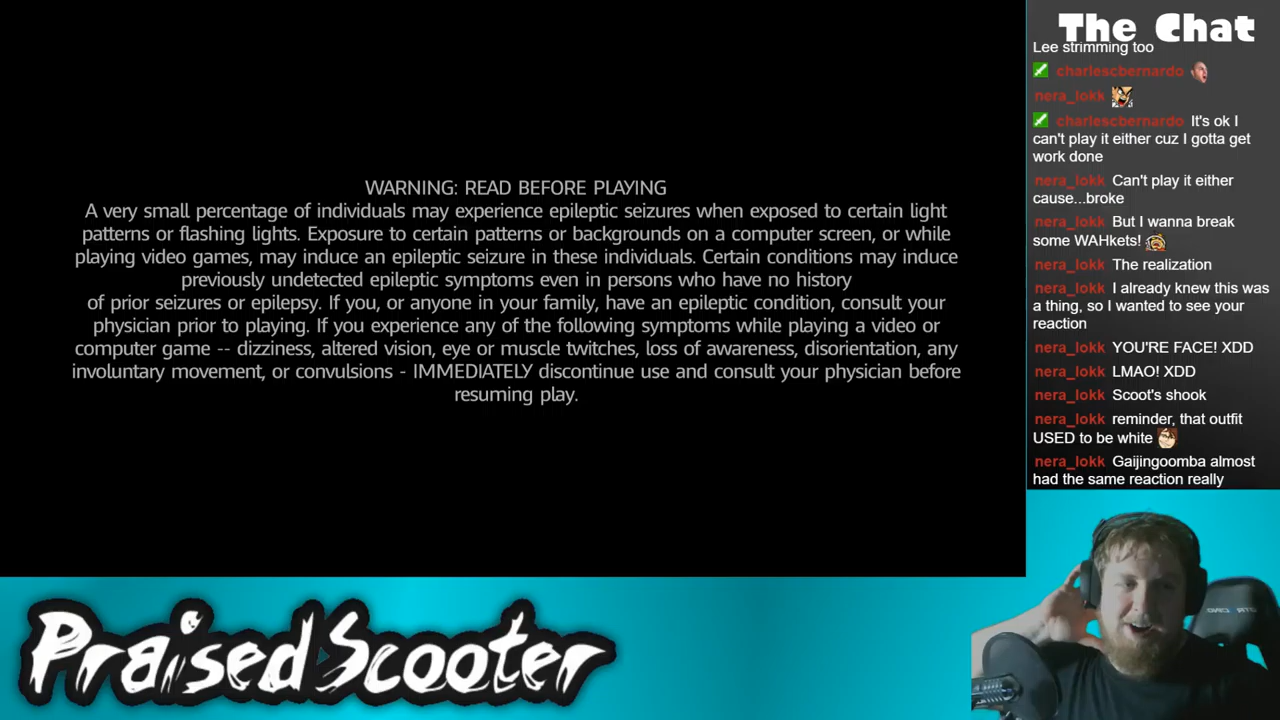 The Chat
Lee strimming too
charlescbernardo
nera_lokk
charlescbernardo It's ok I
can't play it either cuz I gotta get
work done
nera_lokk Can't play it either
cause...broke
nera_lokk But I wanna break
some WAHkets!
nera_lokk The realization
nera_lokk I already knew this was
a thing, so I wanted to see your
reaction
nera_lokk YOU'RE FACE! XDD
nera_lokk LMAO! XDD
nera_lokk Scoot's shook
nera_lokk reminder, that outfit
USED to be white
nera_lokk Gaijingoomba almost
had the same reaction really
WARNING: READ BEFORE PLAYING
A very small percentage of individuals may experience epileptic seizures when exposed to certain light
patterns or flashing lights. Exposure to certain patterns or backgrounds on a computer screen, or while
playing video games, may induce an epileptic seizure in these individuals. Certain conditions may induce
previously undetected epileptic symptoms even in persons who have no history
of prior seizures or epilepsy. If you, or anyone in your family, have an epileptic condition, consult your
physician prior to playing. If you experience any of the following symptoms while playing a video or
computer game -- dizziness, altered vision, eye or muscle twitches, loss of awareness, disorientation, any
involuntary movement, or convulsions - IMMEDIATELY discontinue use and consult your physician before
resuming play.
PraisedScooter